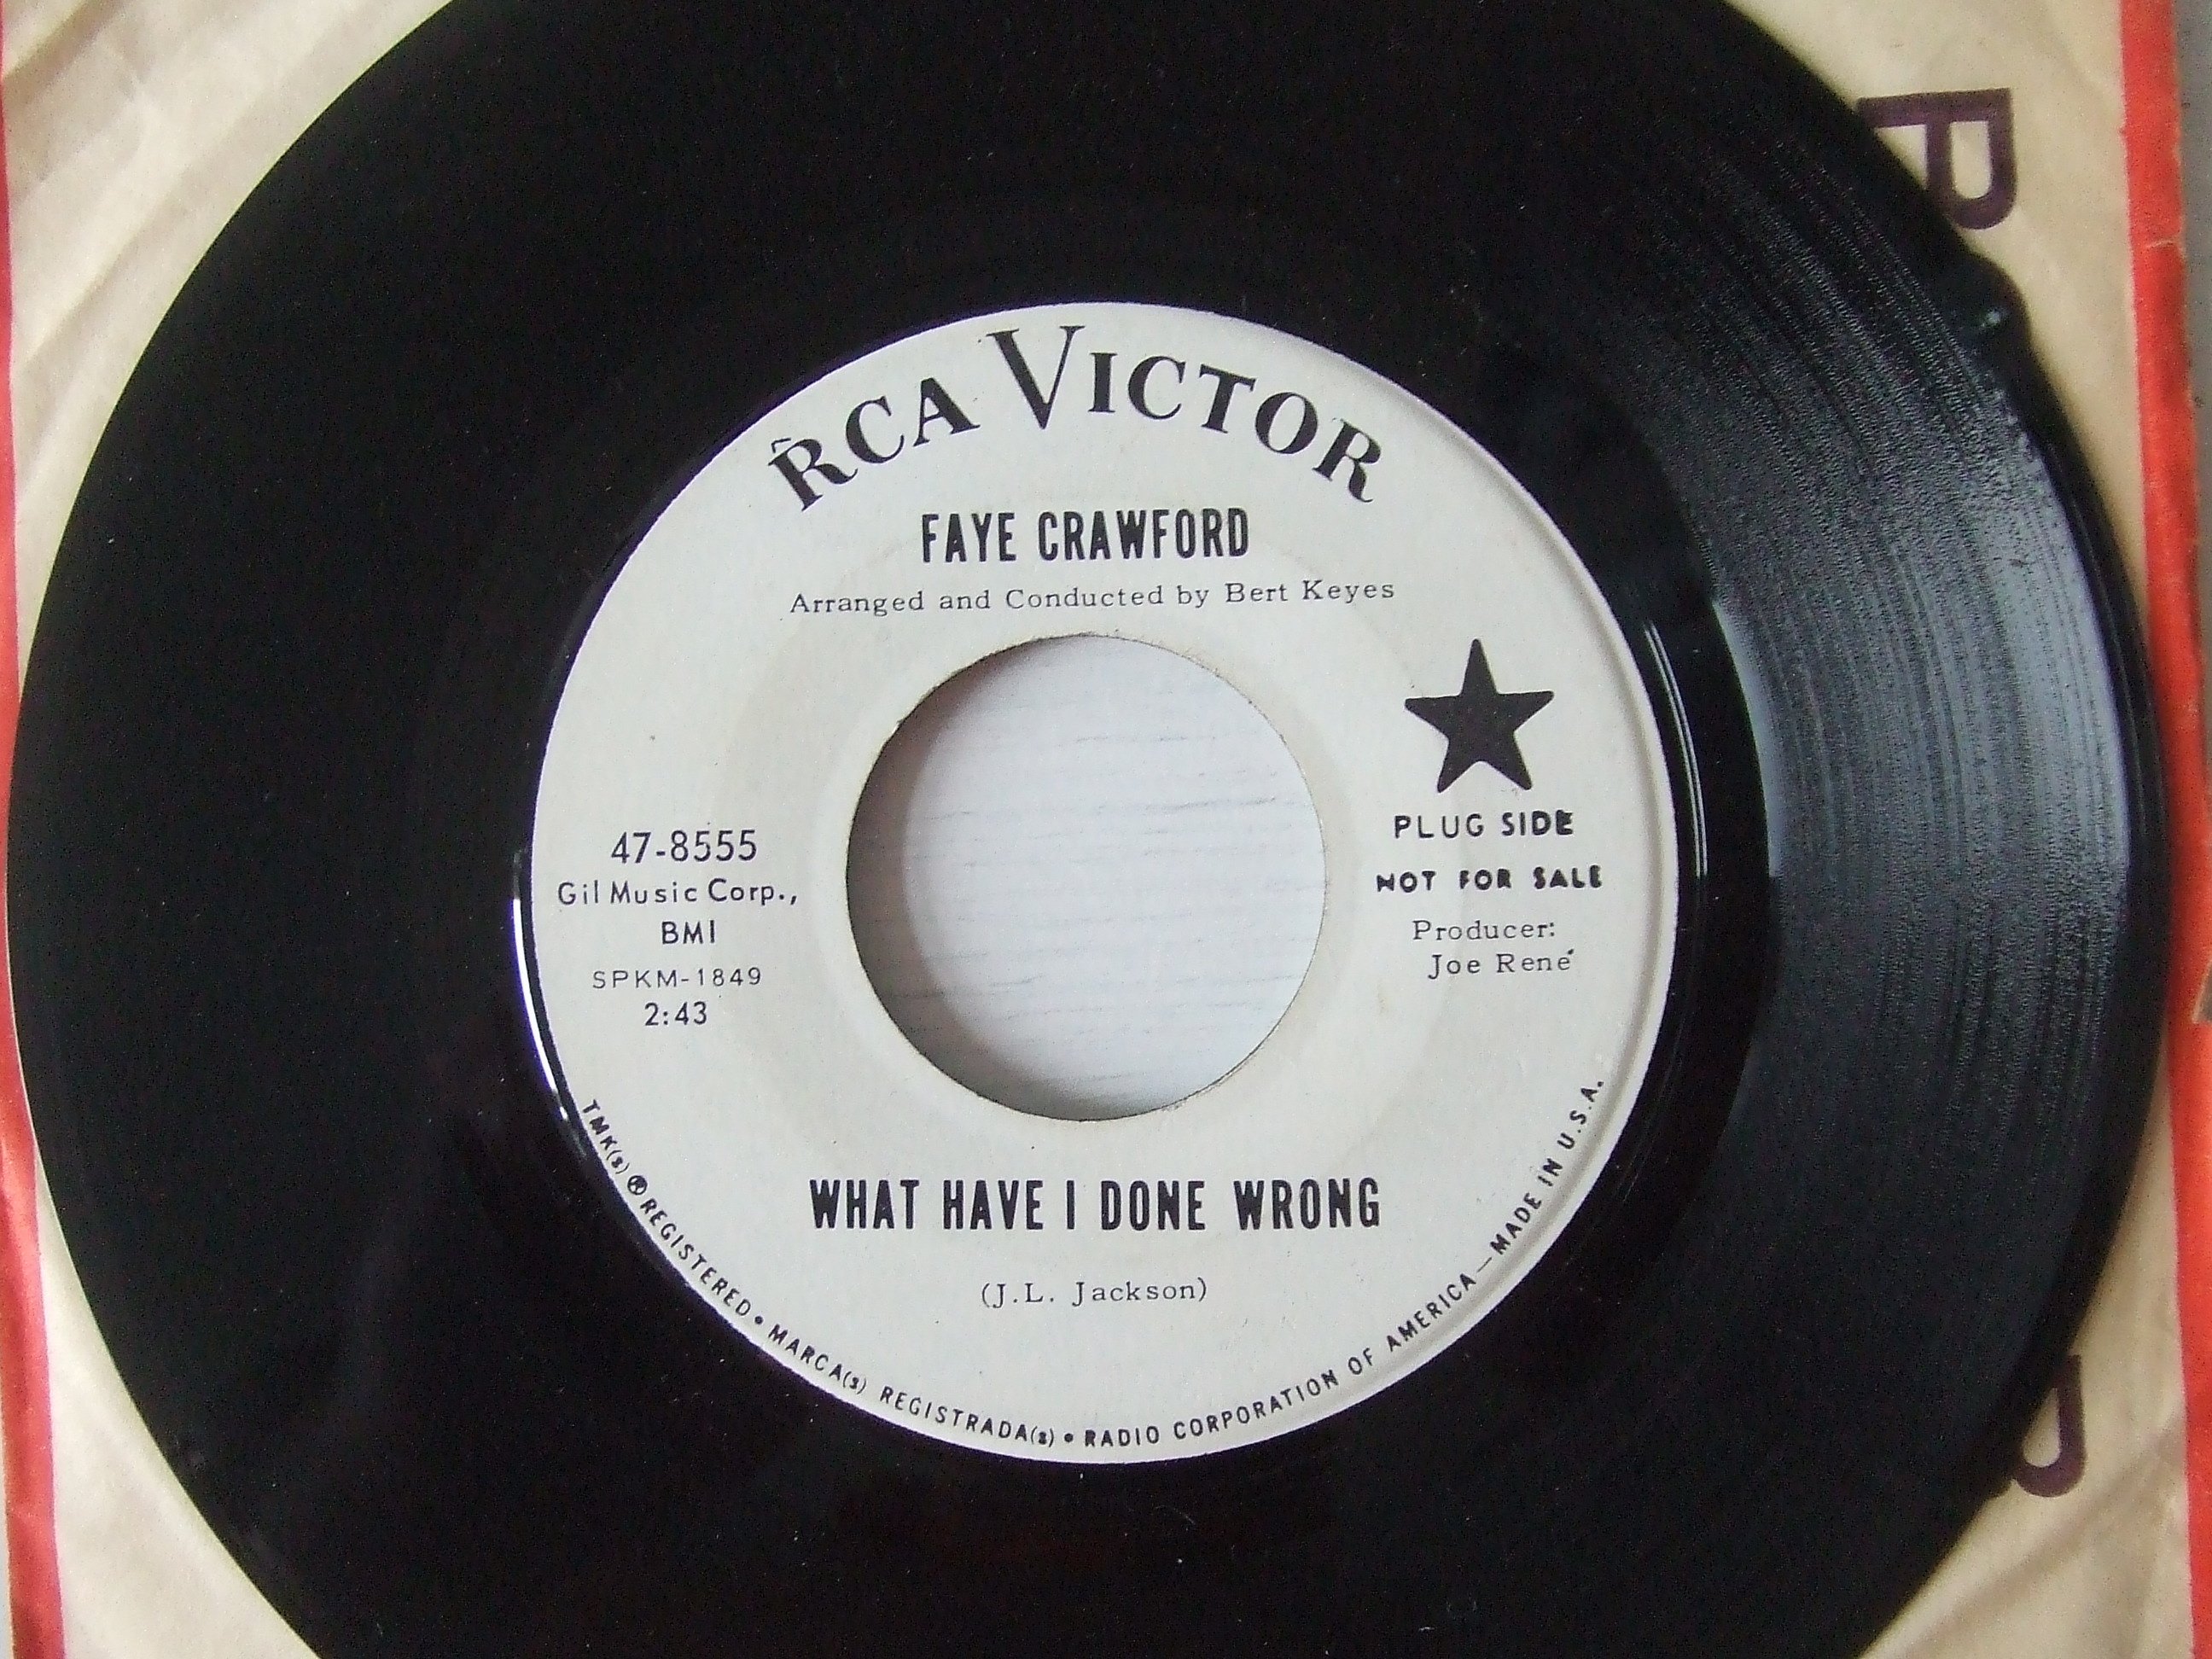 RCA VICTOR
FAYE CRAWFORD
Arranged and Conducted by Bert Keyes
47-8555
Gil Music Corp.,
BMI
SPKM-1849
2:43
PLUG SIDE
NOT FOR SALE
Producer:
Joe René
WHAT HAVE I DONE WRONG
(J.L. Jackson)
TMK(s) ® REGISTERED • MARCA(s) REGISTRADA(s) • RADIO CORPORATION OF AMERICA — MADE IN U.S.A.